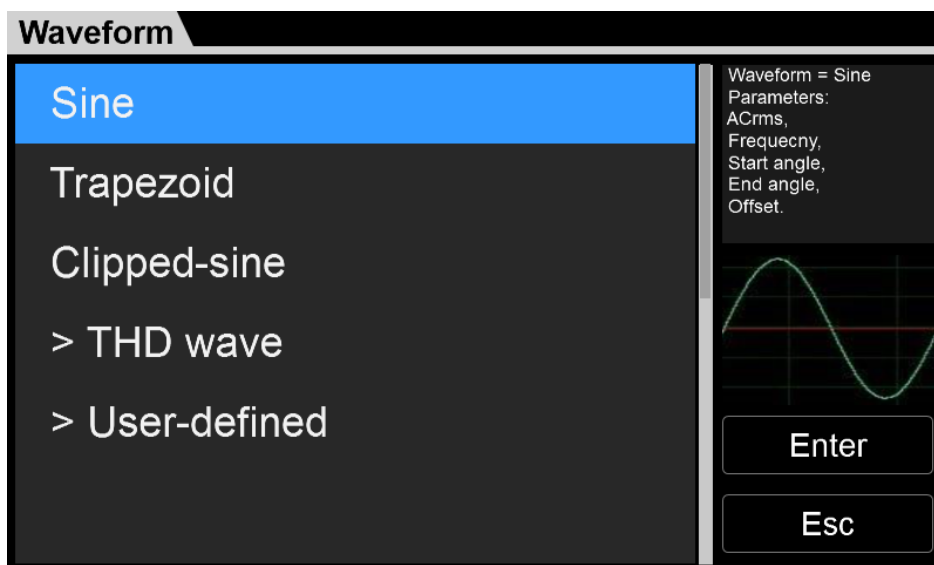 Waveform
Sine
Trapezoid
Clipped-sine
> THD wave
> User-defined
Waveform = Sine
Parameters:
ACrms,
Frequecny,
Start angle,
End angle,
Offset.
Enter
Esc